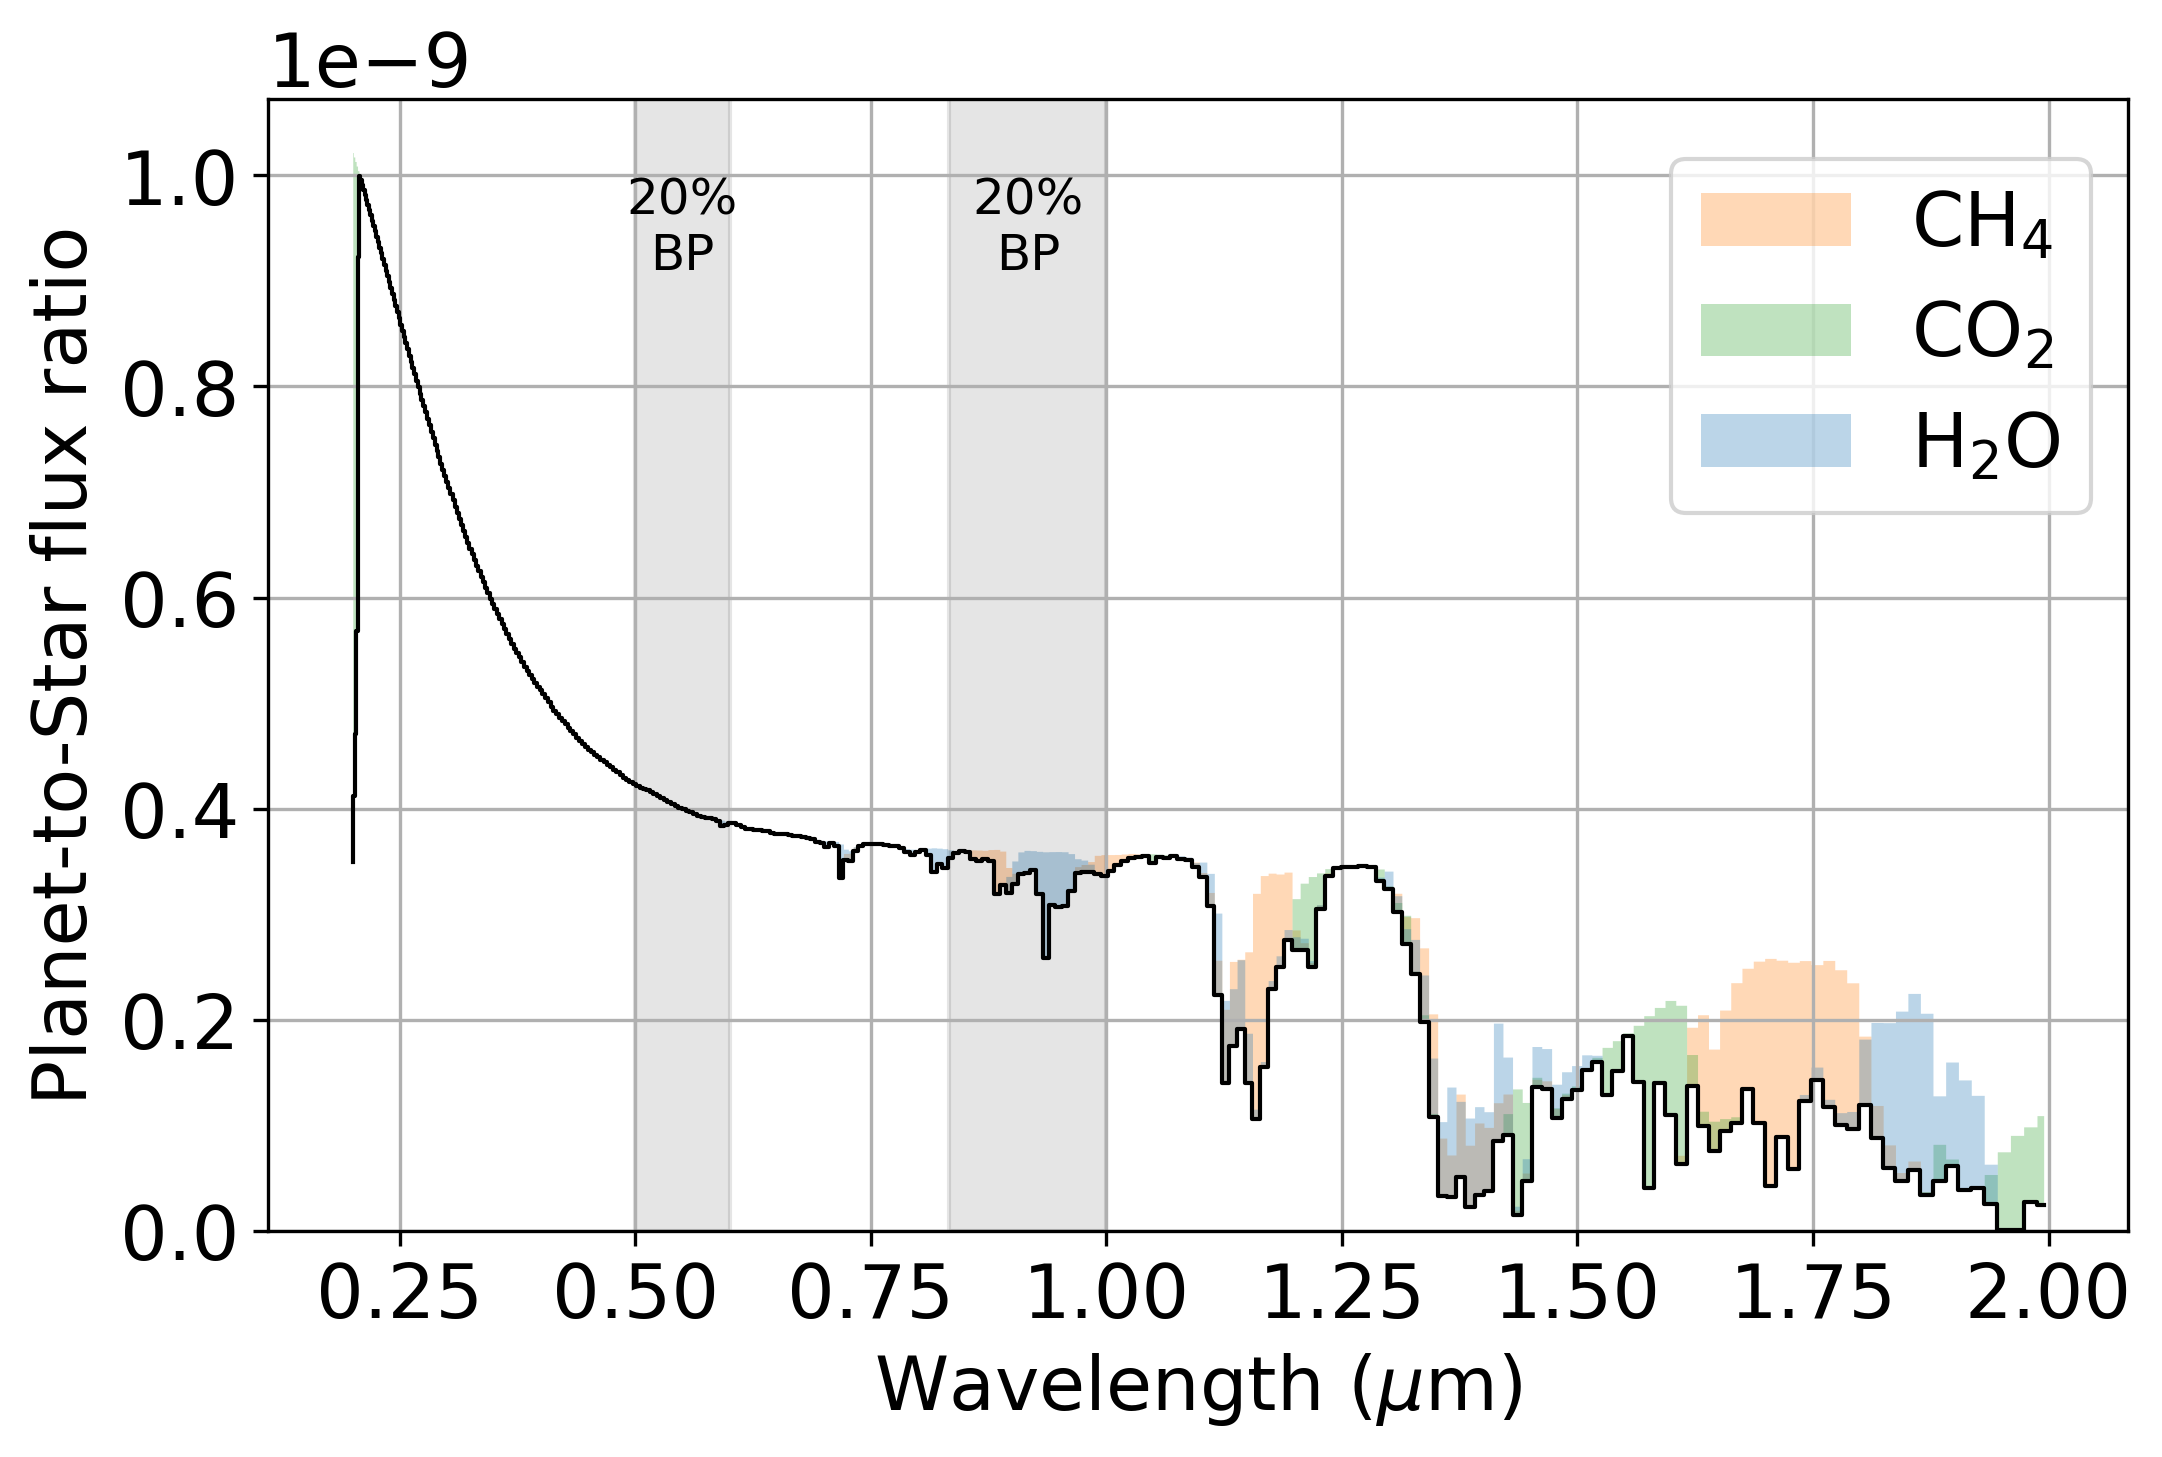 1e−9
Planet-to-Star flux ratio
1.0
0.8
0.6
0.4
0.2
0.0
20%
BP
20%
BP
CH₄
CO₂
H₂O
0.25 0.50 0.75 1.00 1.25 1.50 1.75 2.00
Wavelength (μm)